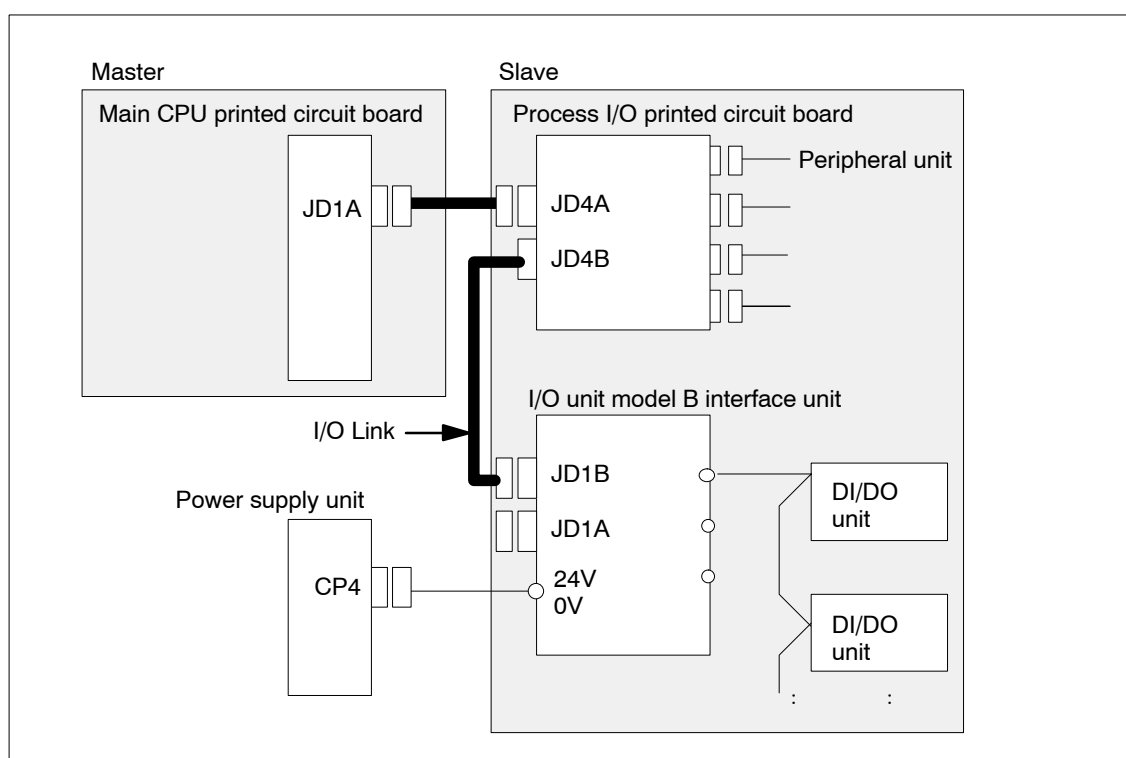 Master
Slave
Main CPU printed circuit board
Process I/O printed circuit board
Peripheral unit
JD1A
JD4A
JD4B
I/O unit model B interface unit
I/O Link
JD1B
DI/DO
unit
Power supply unit
JD1A
CP4
24V
0V
DI/DO
unit
: :